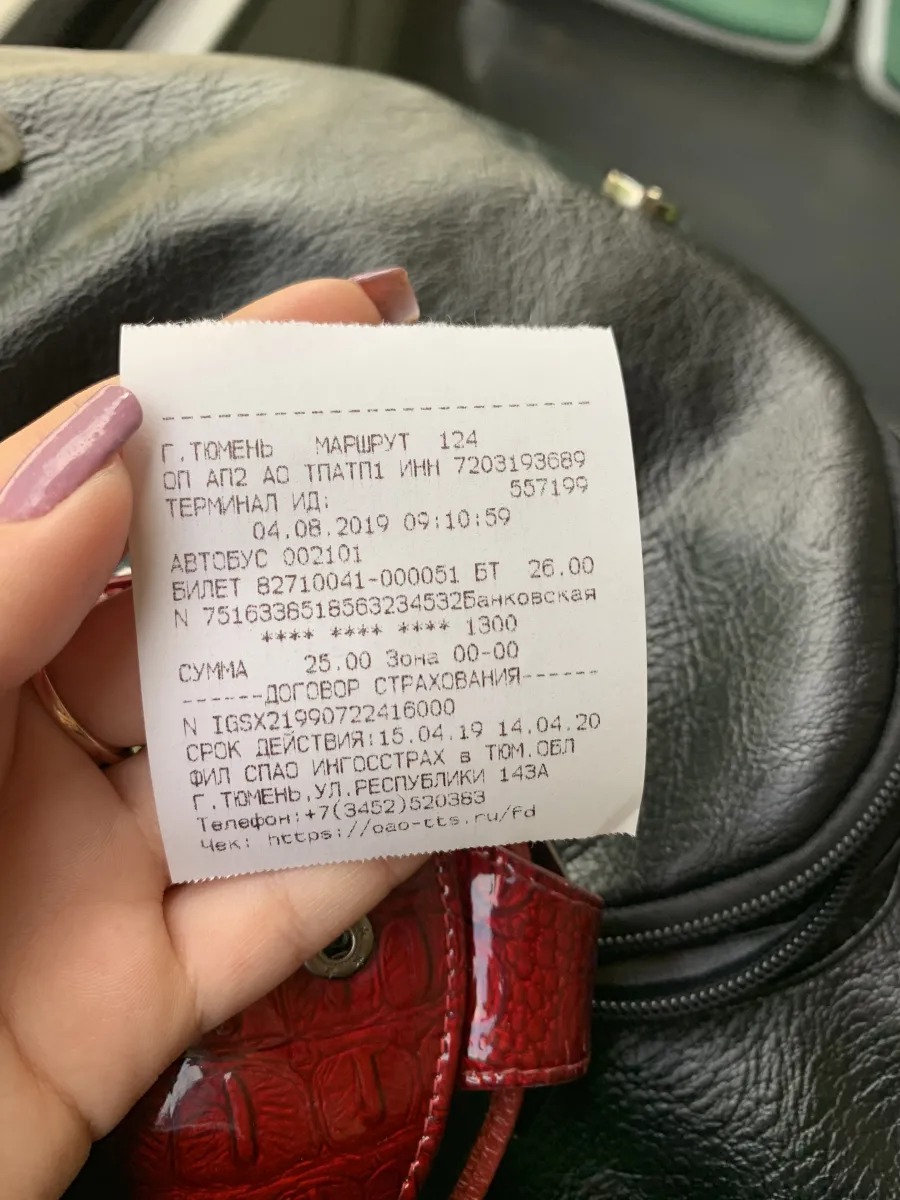 Г.ТЮМЕНЬ МАРШРУТ 124
ОП АП2 АО ТПАТП1 ИНН 7203193689
ТЕРМИНАЛ ИД: 557199
04.08.2019 09:10:59
АВТОБУС 002101
БИЛЕТ 82710041-000051 БТ 26.00
N 7516338518563234532Банковская
**** **** **** 1300
СУММА 25.00 Зона 00-00
------ДОГОВОР СТРАХОВАНИЯ------
N IGSX21990722416000
СРОК ДЕЙСТВИЯ:15.04.19 14.04.20
ФИЛ СПАО ИНГОССТРАХ в ТЮМ.ОБЛ
Г.ТЮМЕНЬ,УЛ.РЕСПУБЛИКИ 143А
Телефон:+7(3452)520383
Чек: https://oao-tts.ru/fd